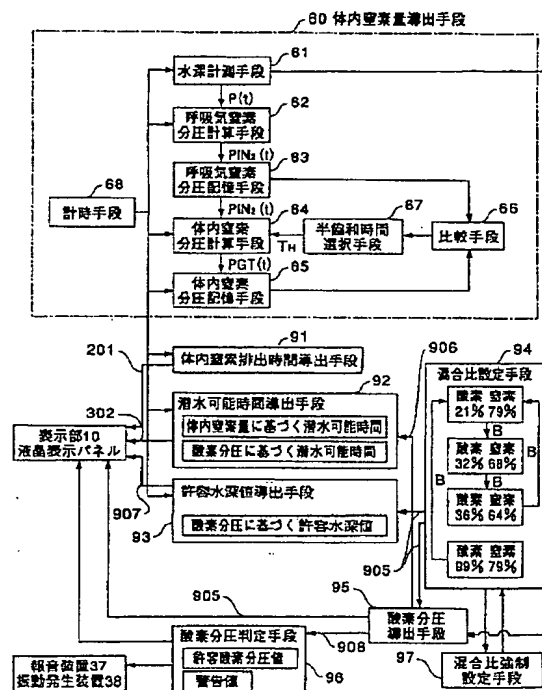 60 体内窒素量導出手段
61
水深計測手段
P(t)
62
呼吸気窒素
分圧計算手段
PIN₂(t)
63
呼吸気窒素
分圧記憶手段
68
計時手段
PIN₂(t)
64
体内窒素
分圧計算手段
67
半飽和時間
選択手段
66
比較手段
TH
PGT(t)
65
体内窒素
分圧記憶手段
201
91
体内窒素排出時間導出手段
906
94
混合比設定手段
92
潜水可能時間導出手段
体内窒素量に基づく潜水可能時間
酸素分圧に基づく潜水可能時間
302
表示部10
液晶表示パネル
907
酸素 窒素
21% 79%
B
酸素 窒素
32% 68%
B
B
B
酸素 窒素
36% 64%
酸素 窒素
99% 79%
許容水深値導出手段
93
酸素分圧に基づく許容水深値
905
905
95
酸素分圧
導出手段
908
酸素分圧判定手段
許容酸素分圧値
警告値
96
97
混合比強制
設定手段
報音装置37
振動発生装置38